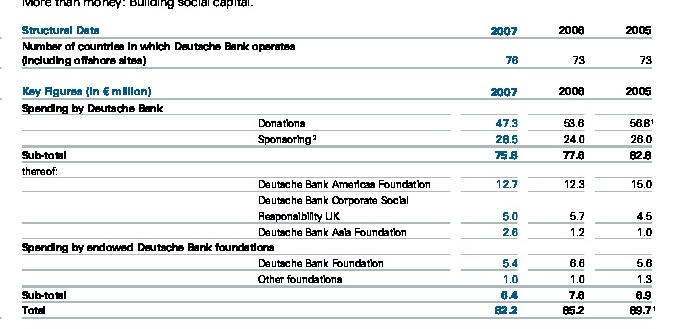 More than money: Building social capital.
Structural Data 2007 2006 2005
Number of countries in which Deutsche Bank operates
(including offshore sites) 76 73 73
Key Figures (in € million) 2007 2006 2005
Spending by Deutsche Bank
Donations 47.3 53.6 56.8¹
Sponsoring² 28.5 24.0 26.0
Sub-total 75.8 77.6 82.8
thereof:
Deutsche Bank Americas Foundation 12.7 12.3 15.0
Deutsche Bank Corporate Social
Responsibility UK 5.0 5.7 4.5
Deutsche Bank Asia Foundation 2.6 1.2 1.0
Spending by endowed Deutsche Bank foundations
Deutsche Bank Foundation 5.4 6.6 5.6
Other foundations 1.0 1.0 1.3
Sub-total 6.4 7.6 6.9
Total 82.2 85.2 89.7¹